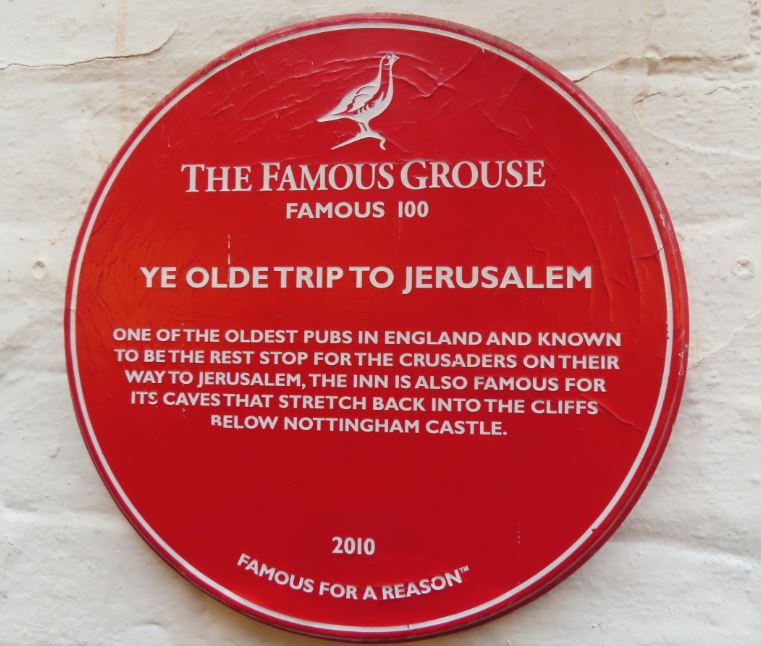 THE FAMOUS GROUSE
FAMOUS 100
YE OLDE TRIP TO JERUSALEM
ONE OF THE OLDEST PUBS IN ENGLAND AND KNOWN
TO BE THE REST STOP FOR THE CRUSADERS ON THEIR
WAY TO JERUSALEM, THE INN IS ALSO FAMOUS FOR
ITS CAVES THAT STRETCH BACK INTO THE CLIFFS
BELOW NOTTINGHAM CASTLE.
2010
FAMOUS FOR A REASON™